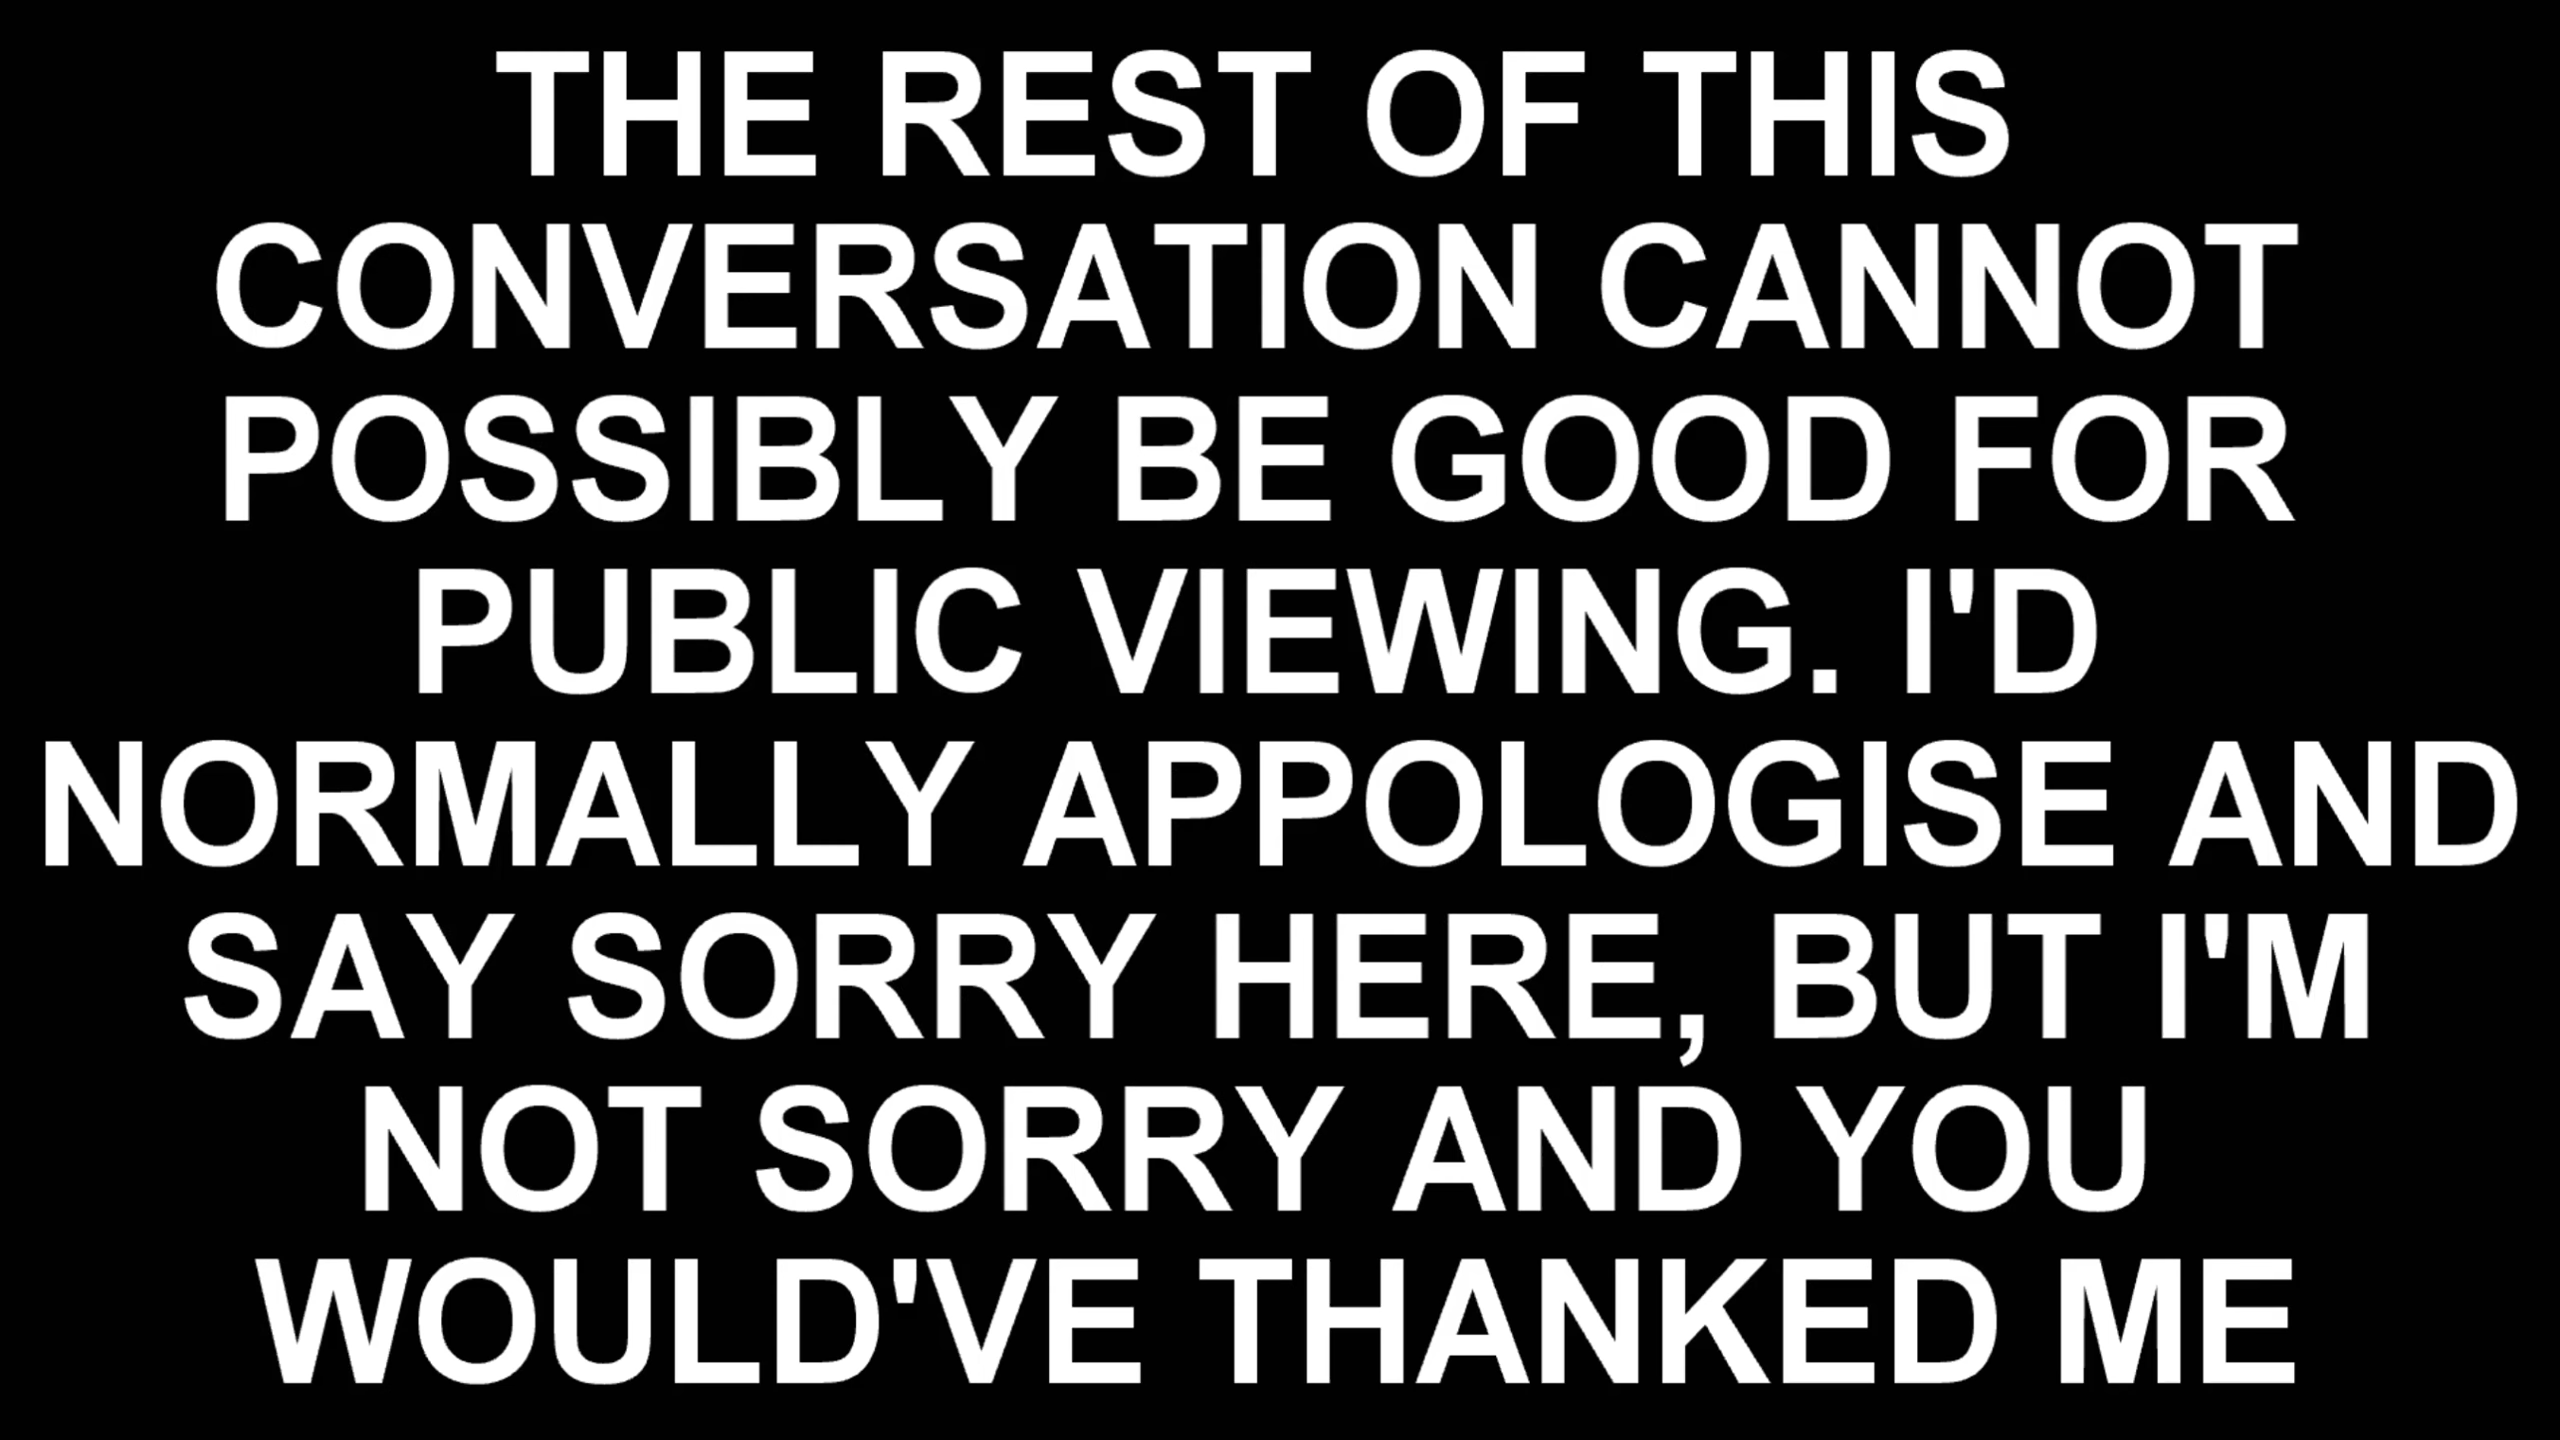 THE REST OF THIS
CONVERSATION CANNOT
POSSIBLY BE GOOD FOR
PUBLIC VIEWING. I'D
NORMALLY APPOLOGISE AND
SAY SORRY HERE, BUT I'M
NOT SORRY AND YOU
WOULD'VE THANKED ME